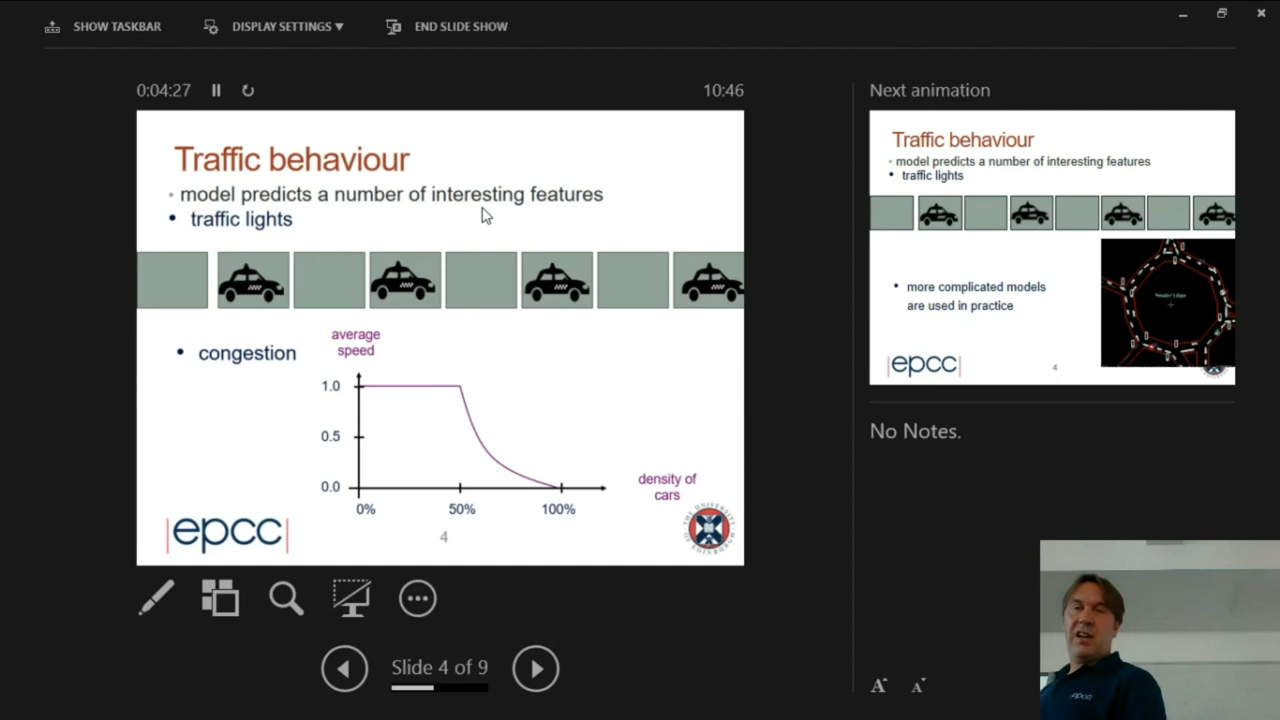 SHOW TASKBAR
DISPLAY SETTINGS ▼
END SLIDE SHOW
0:04:27
10:46
Traffic behaviour
• model predicts a number of interesting features
• traffic lights
• congestion
average
speed
1.0
0.5
0.0
0%
50%
100%
density of
cars
|epcc|
4
Slide 4 of 9
Next animation
Traffic behaviour
• model predicts a number of interesting features
• traffic lights
• more complicated models
are used in practice
|epcc|
4
No Notes.
A A
epcc